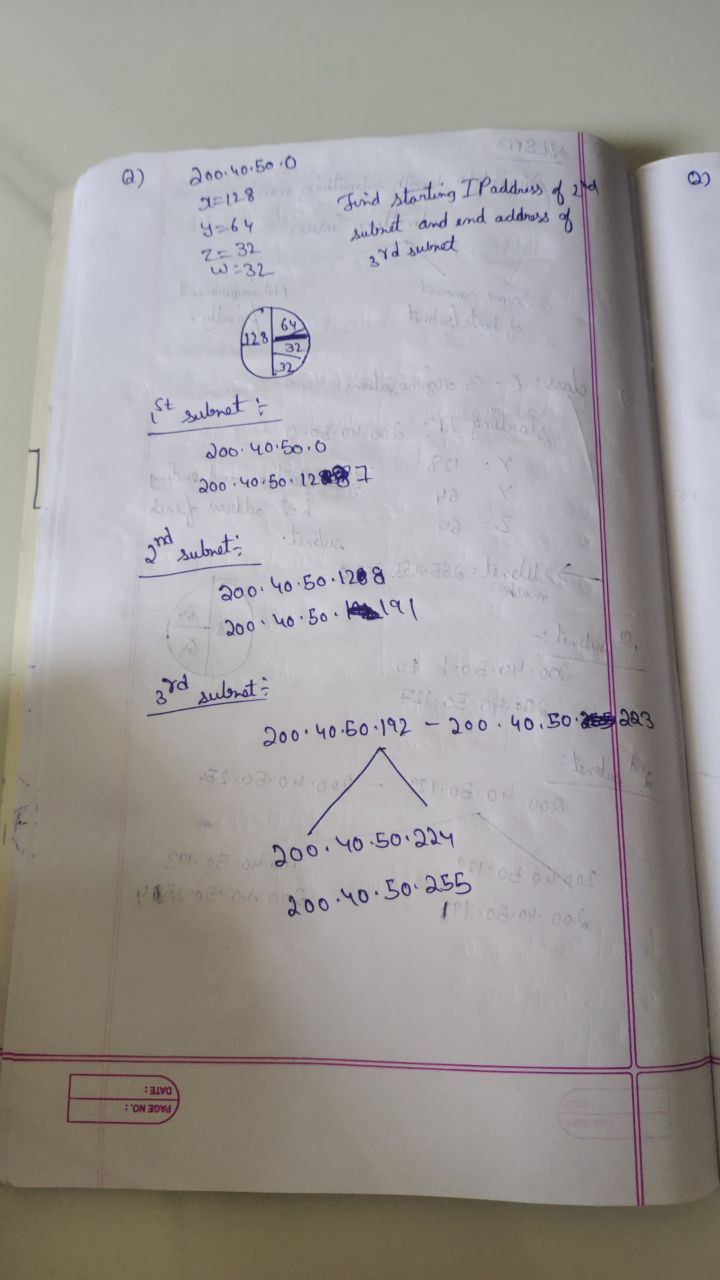 Q)
200.40.50.0
x=128
y=64
z=32
w=32
Find starting IP address of 2nd
subnet and end address of
3rd subnet
128
64
32
32
1st subnet :-
200.40.50.0
200.40.50.127
2nd subnet :-
200.40.50.128
200.40.50.191
3rd subnet :-
200.40.50.192 - 200.40.50.223
200.40.50.224
200.40.50.255
PAGE NO.:
DATE:
Q)